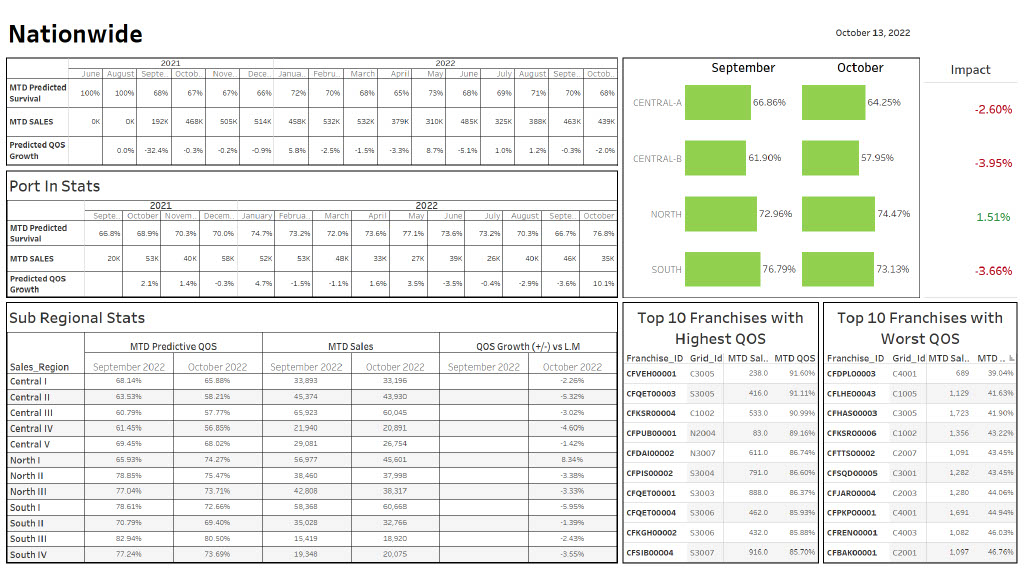 Nationwide
October 13, 2022
2021 2022
June August Septe.. Octob.. Nove.. Dece.. Janua.. Febru.. March April May June July August Septe.. Octob..
MTD Predicted Survival 100% 100% 68% 67% 67% 66% 72% 70% 68% 65% 73% 68% 69% 71% 70% 68%
MTD SALES 0K 0K 192K 468K 505K 514K 458K 532K 532K 379K 310K 485K 325K 388K 463K 439K
Predicted QOS Growth 0.0% -32.4% -0.3% -0.2% -0.9% 5.8% -2.5% -1.5% -3.3% 8.7% -5.1% 1.0% 1.2% -0.3% -2.0%
Port In Stats
2021 2022
Septe.. October Novem.. Decem.. January Februa.. March April May June July August Septe.. October
MTD Predicted Survival 66.8% 68.9% 70.3% 70.0% 74.7% 73.2% 72.0% 73.6% 77.1% 73.6% 73.2% 70.3% 66.7% 76.8%
MTD SALES 20K 53K 40K 58K 52K 53K 48K 33K 27K 39K 26K 40K 46K 35K
Predicted QOS Growth 2.1% 1.4% -0.3% 4.7% -1.5% -1.1% 1.6% 3.5% -3.5% -0.4% -2.9% -3.6% 10.1%
September October Impact
CENTRAL-A 66.86% 64.25% -2.60%
CENTRAL-B 61.90% 57.95% -3.95%
NORTH 72.96% 74.47% 1.51%
SOUTH 76.79% 73.13% -3.66%
Sub Regional Stats
MTD Predictive QOS MTD Sales QOS Growth (+/-) vs L.M
Sales_Region September 2022 October 2022 September 2022 October 2022 September 2022 October 2022
Central I 68.14% 65.88% 33,893 33,196 -2.26%
Central II 63.53% 58.21% 45,374 43,930 -5.32%
Central III 60.79% 57.77% 65,923 60,045 -3.02%
Central IV 61.45% 56.85% 21,940 20,891 -4.60%
Central V 69.45% 68.02% 29,081 26,754 -1.42%
North I 65.93% 74.27% 56,977 45,601 8.34%
North II 78.85% 75.47% 38,460 37,998 -3.38%
North III 77.04% 73.71% 42,808 38,317 -3.33%
South I 78.61% 72.66% 58,368 60,668 -5.95%
South II 70.79% 69.40% 35,028 32,766 -1.39%
South III 82.94% 80.50% 15,419 18,920 -2.43%
South IV 77.24% 73.69% 19,348 20,075 -3.55%
Top 10 Franchises with
Highest QOS
Franchise_ID Grid_Id MTD Sal.. MTD QOS
CFVEH00001 C3005 238.0 91.60%
CFQET00003 S3005 416.0 91.11%
CFKSR00004 C1002 533.0 90.99%
CFPUB00001 N2004 83.0 89.16%
CFDAI00002 N3007 611.0 86.74%
CFPIS00002 S3004 791.0 86.60%
CFQET00001 S3003 888.0 86.37%
CFQET00004 S3006 462.0 85.93%
CFKGH00002 S3006 432.0 85.88%
CFSIB00004 S3007 916.0 85.70%
Top 10 Franchises with
Worst QOS
Franchise_ID Grid_Id MTD Sal.. MTD ..
CFDPL00003 C4001 689 39.04%
CFLHE00043 C1005 1,129 41.63%
CFHAS00003 C3005 1,723 41.90%
CFKSR00006 C1002 1,356 43.22%
CFTTS00002 C2007 1,091 43.45%
CFSQD00005 C3001 1,282 43.45%
CFJAR00004 C2003 1,280 44.06%
CFPKP00001 C4001 1,691 44.94%
CFREN00001 C4003 1,082 46.03%
CFBAK00001 C2001 1,097 46.76%